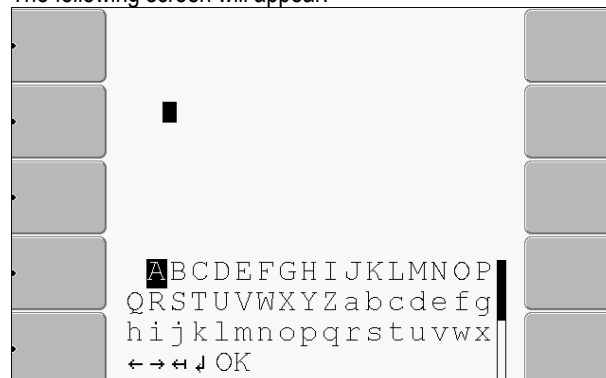 The following screen will appear:
ABCDEFGHIJKLMNOP
QRSTUVWXYZabcdefg
hijklmnopqrstuvwx
←→↤↲OK